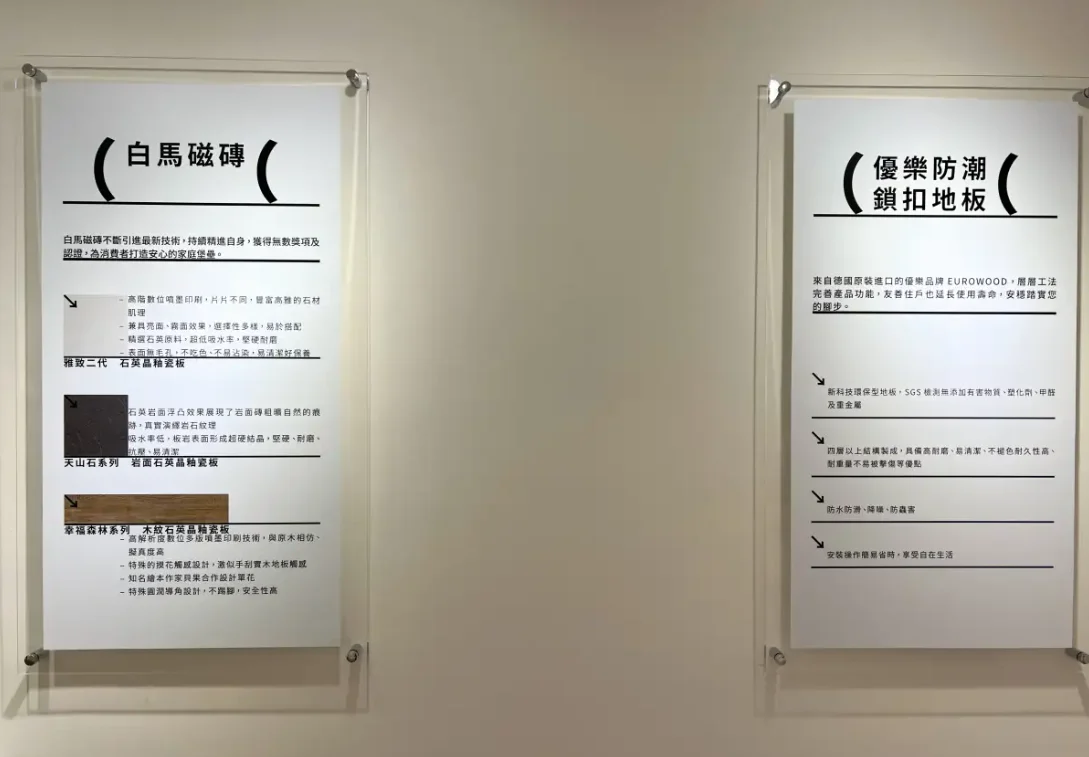 白馬磁磚
白馬磁磚不斷引進最新技術，持續精進自身，獲得無數獎項及
認證，為消費者打造安心的家庭堡壘。
– 高階數位噴墨印刷，片片不同，豐富高雅的石材
肌理
– 兼具亮面、霧面效果，選擇性多樣，易於搭配
– 精選石英原料，超低吸水率，堅硬耐磨
– 表面無毛孔，不吃色、不易沾染，易清潔好保養
雅致二代　石英晶釉瓷板
– 石英岩面浮凸效果展現了岩面磚粗曠自然的痕
跡，真實演繹岩石紋理
吸水率低，板岩表面形成超硬結晶，堅硬、耐磨、
抗壓、易清潔
天山石系列　岩面石英晶釉瓷板
幸福森林系列　木紋石英晶釉瓷板
– 高解析度數位多版噴墨印刷技術，與原木相仿、
擬真度高
– 特殊的摸花觸感設計，激似手刮實木地板觸感
– 知名繪本作家貝果合作設計單花
– 特殊圓潤導角設計，不踢腳，安全性高
優樂防潮
鎖扣地板
來自德國原裝進口的優樂品牌 EUROWOOD，層層工法
完善產品功能，友善住戶也延長使用壽命，安穩踏實您
的腳步。
新科技環保型地板，SGS 檢測無添加有害物質、塑化劑、甲醛
及重金屬
四層以上結構製成，具備高耐磨、易清潔、不褪色耐久性高、
耐重量不易被擊傷等優點
防水防滑、降噪、防蟲害
安裝操作簡易省時，享受自在生活